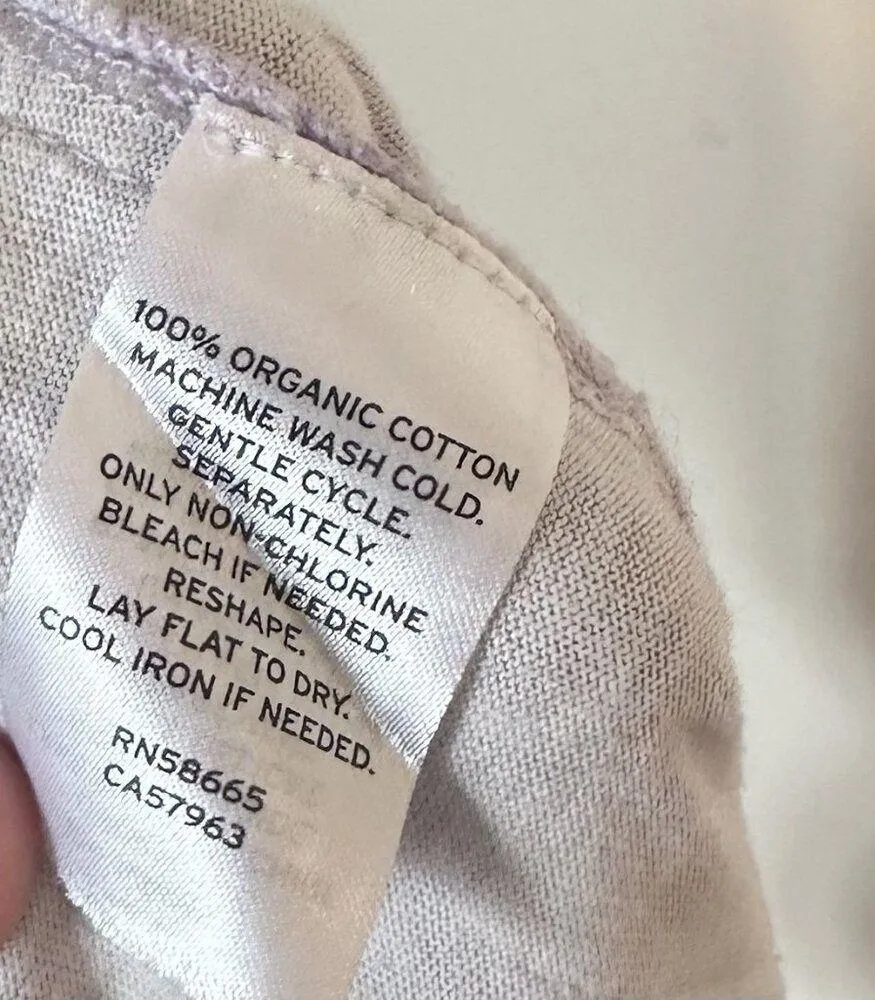 100% ORGANIC COTTON
MACHINE WASH COLD.
GENTLE CYCLE.
SEPARATELY.
ONLY NON-CHLORINE
BLEACH IF NEEDED.
RESHAPE.
LAY FLAT TO DRY.
COOL IRON IF NEEDED.
RN58665
CA57963